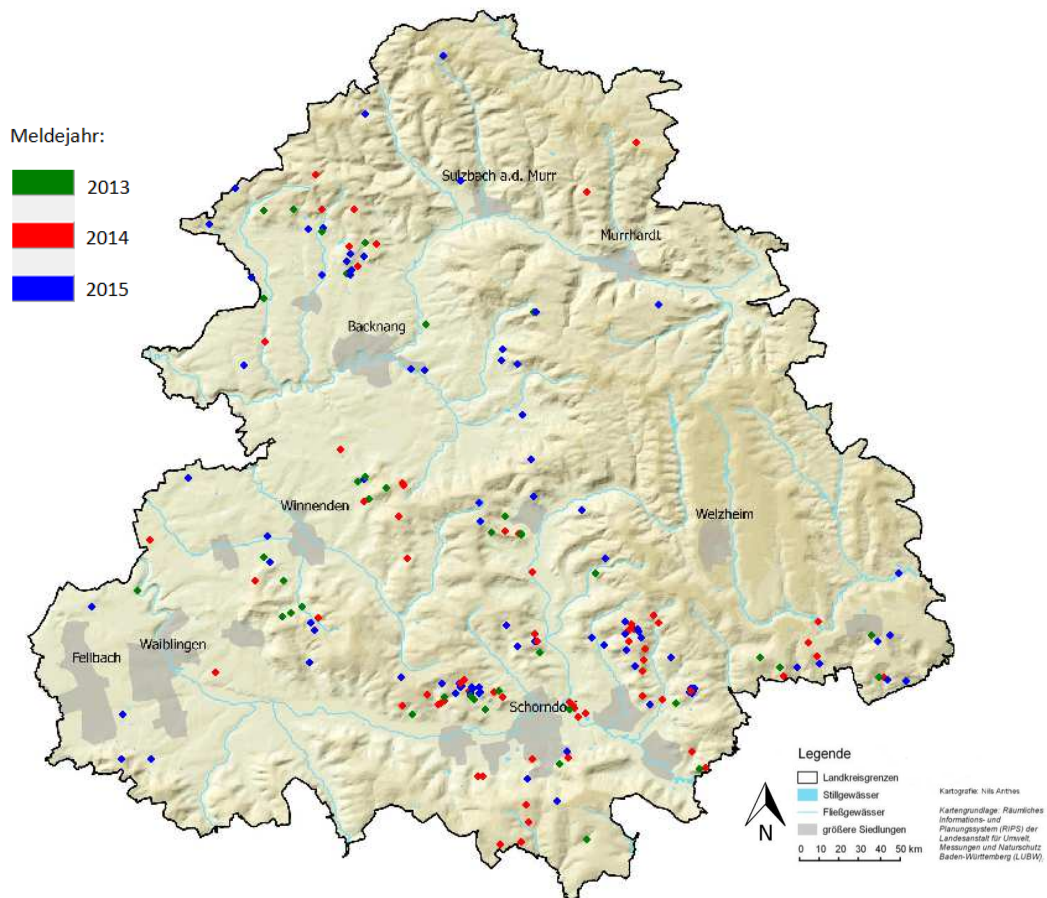 Meldejahr:
2013
2014
2015
Sulzbach a.d. Murr
Murrhardt
Backnang
Winnenden
Welzheim
Waiblingen
Fellbach
Schorndo
Legende
Landkreisgrenzen
Stillgewässer
Fließgewässer
größere Siedlungen
0 10 20 30 40 50 km
N
Kartografie: Nils Anthes
Kartengrundlage: Räumliches
Informations- und
Planungssystem (RIPS) der
Landesanstalt für Umwelt,
Messungen und Naturschutz
Baden-Württemberg (LUBW),